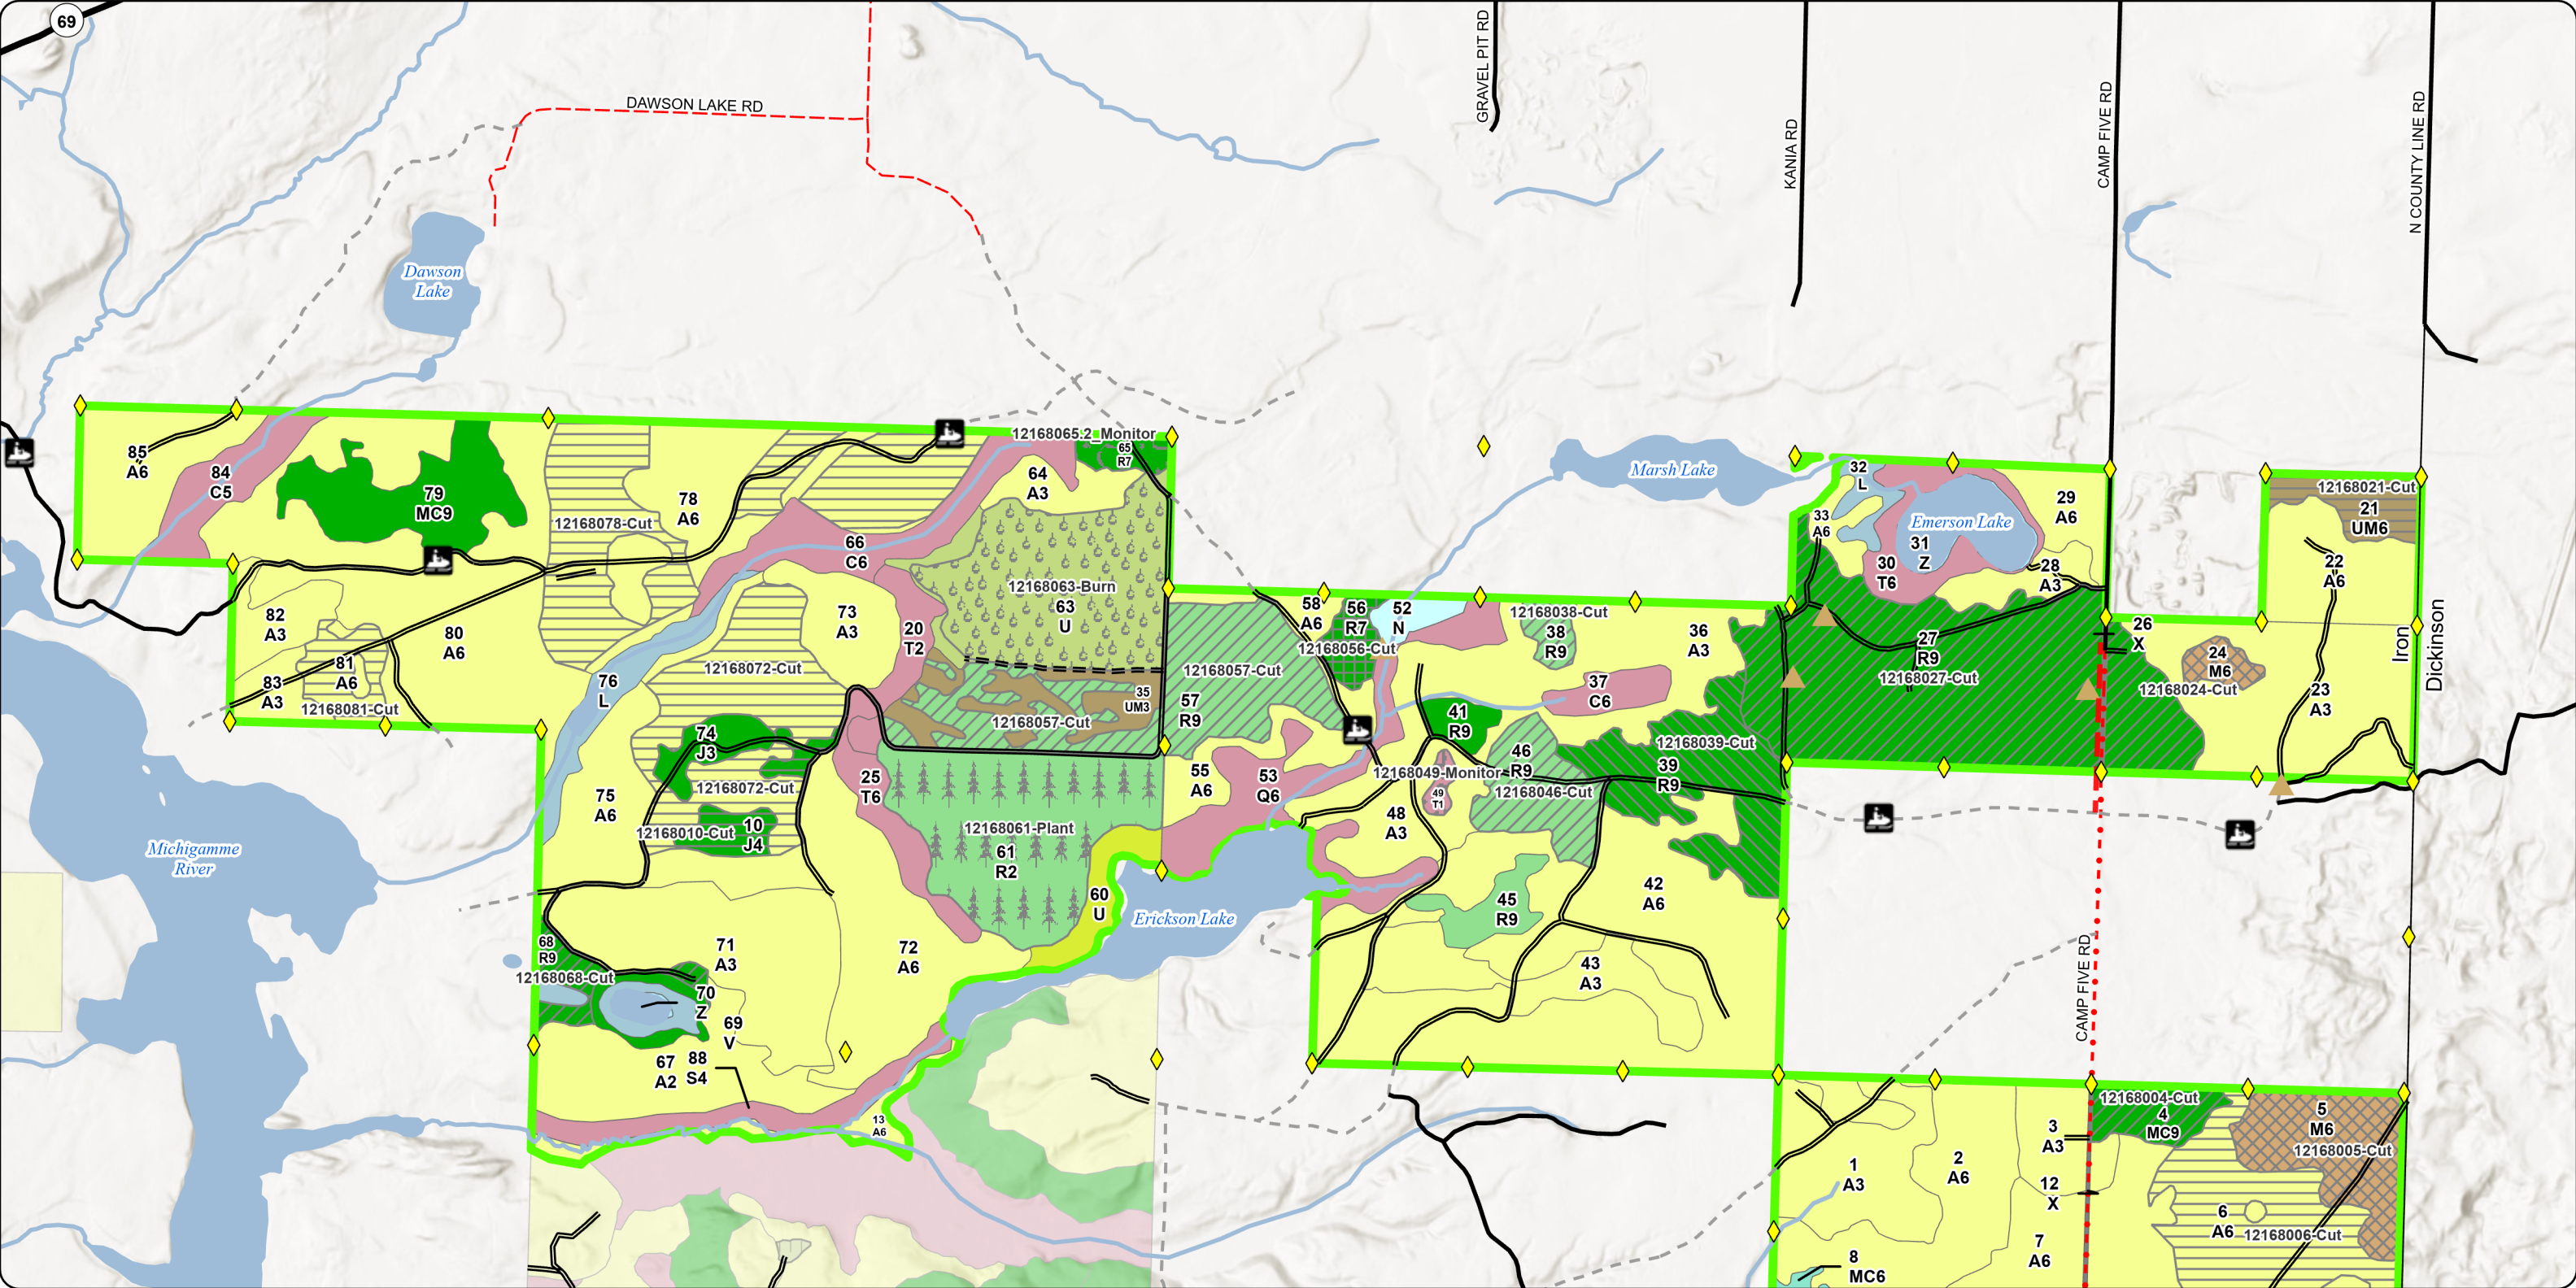 69
DAWSON LAKE RD
GRAVEL PIT RD
KANIA RD
CAMP FIVE RD
N COUNTY LINE RD
Dawson
Lake
Marsh Lake
Emerson Lake
Michigamme
River
Erickson Lake
Iron
Dickinson
CAMP FIVE RD
85
A6
84
C5
79
MC9
12168078-Cut
78
A6
12168065.2_Monitor
65
R7
64
A3
66
C6
12168063-Burn
63
U
82
A3
80
A6
81
A6
83
A3
12168081-Cut
76
L
73
A3
20
T2
12168072-Cut
35
UM3
12168057-Cut
12168057-Cut
57
R9
74
J3
12168072-Cut
75
A6
10
J4
12168010-Cut
25
T6
12168061-Plant
61
R2
60
U
55
A6
53
Q6
58
A6
56
R7
12168056-Cut
52
N
12168038-Cut
38
R9
36
A3
37
C6
41
R9
46
R9
12168046-Cut
12168049-Monitor
49
T1
48
A3
12168039-Cut
39
R9
45
R9
42
A6
43
A3
32
L
33
A6
31
Z
30
T6
29
A6
28
A3
27
R9
12168027-Cut
26
X
24
M6
12168024-Cut
12168021-Cut
21
UM6
22
A6
23
A3
68
R9
12168068-Cut
71
A3
72
A6
70
Z
69
V
67
A2
88
S4
13
A6
1
A3
2
A6
3
A3
12
X
7
A6
8
MC6
12168004-Cut
4
MC9
5
M6
12168005-Cut
6
A6
12168006-Cut